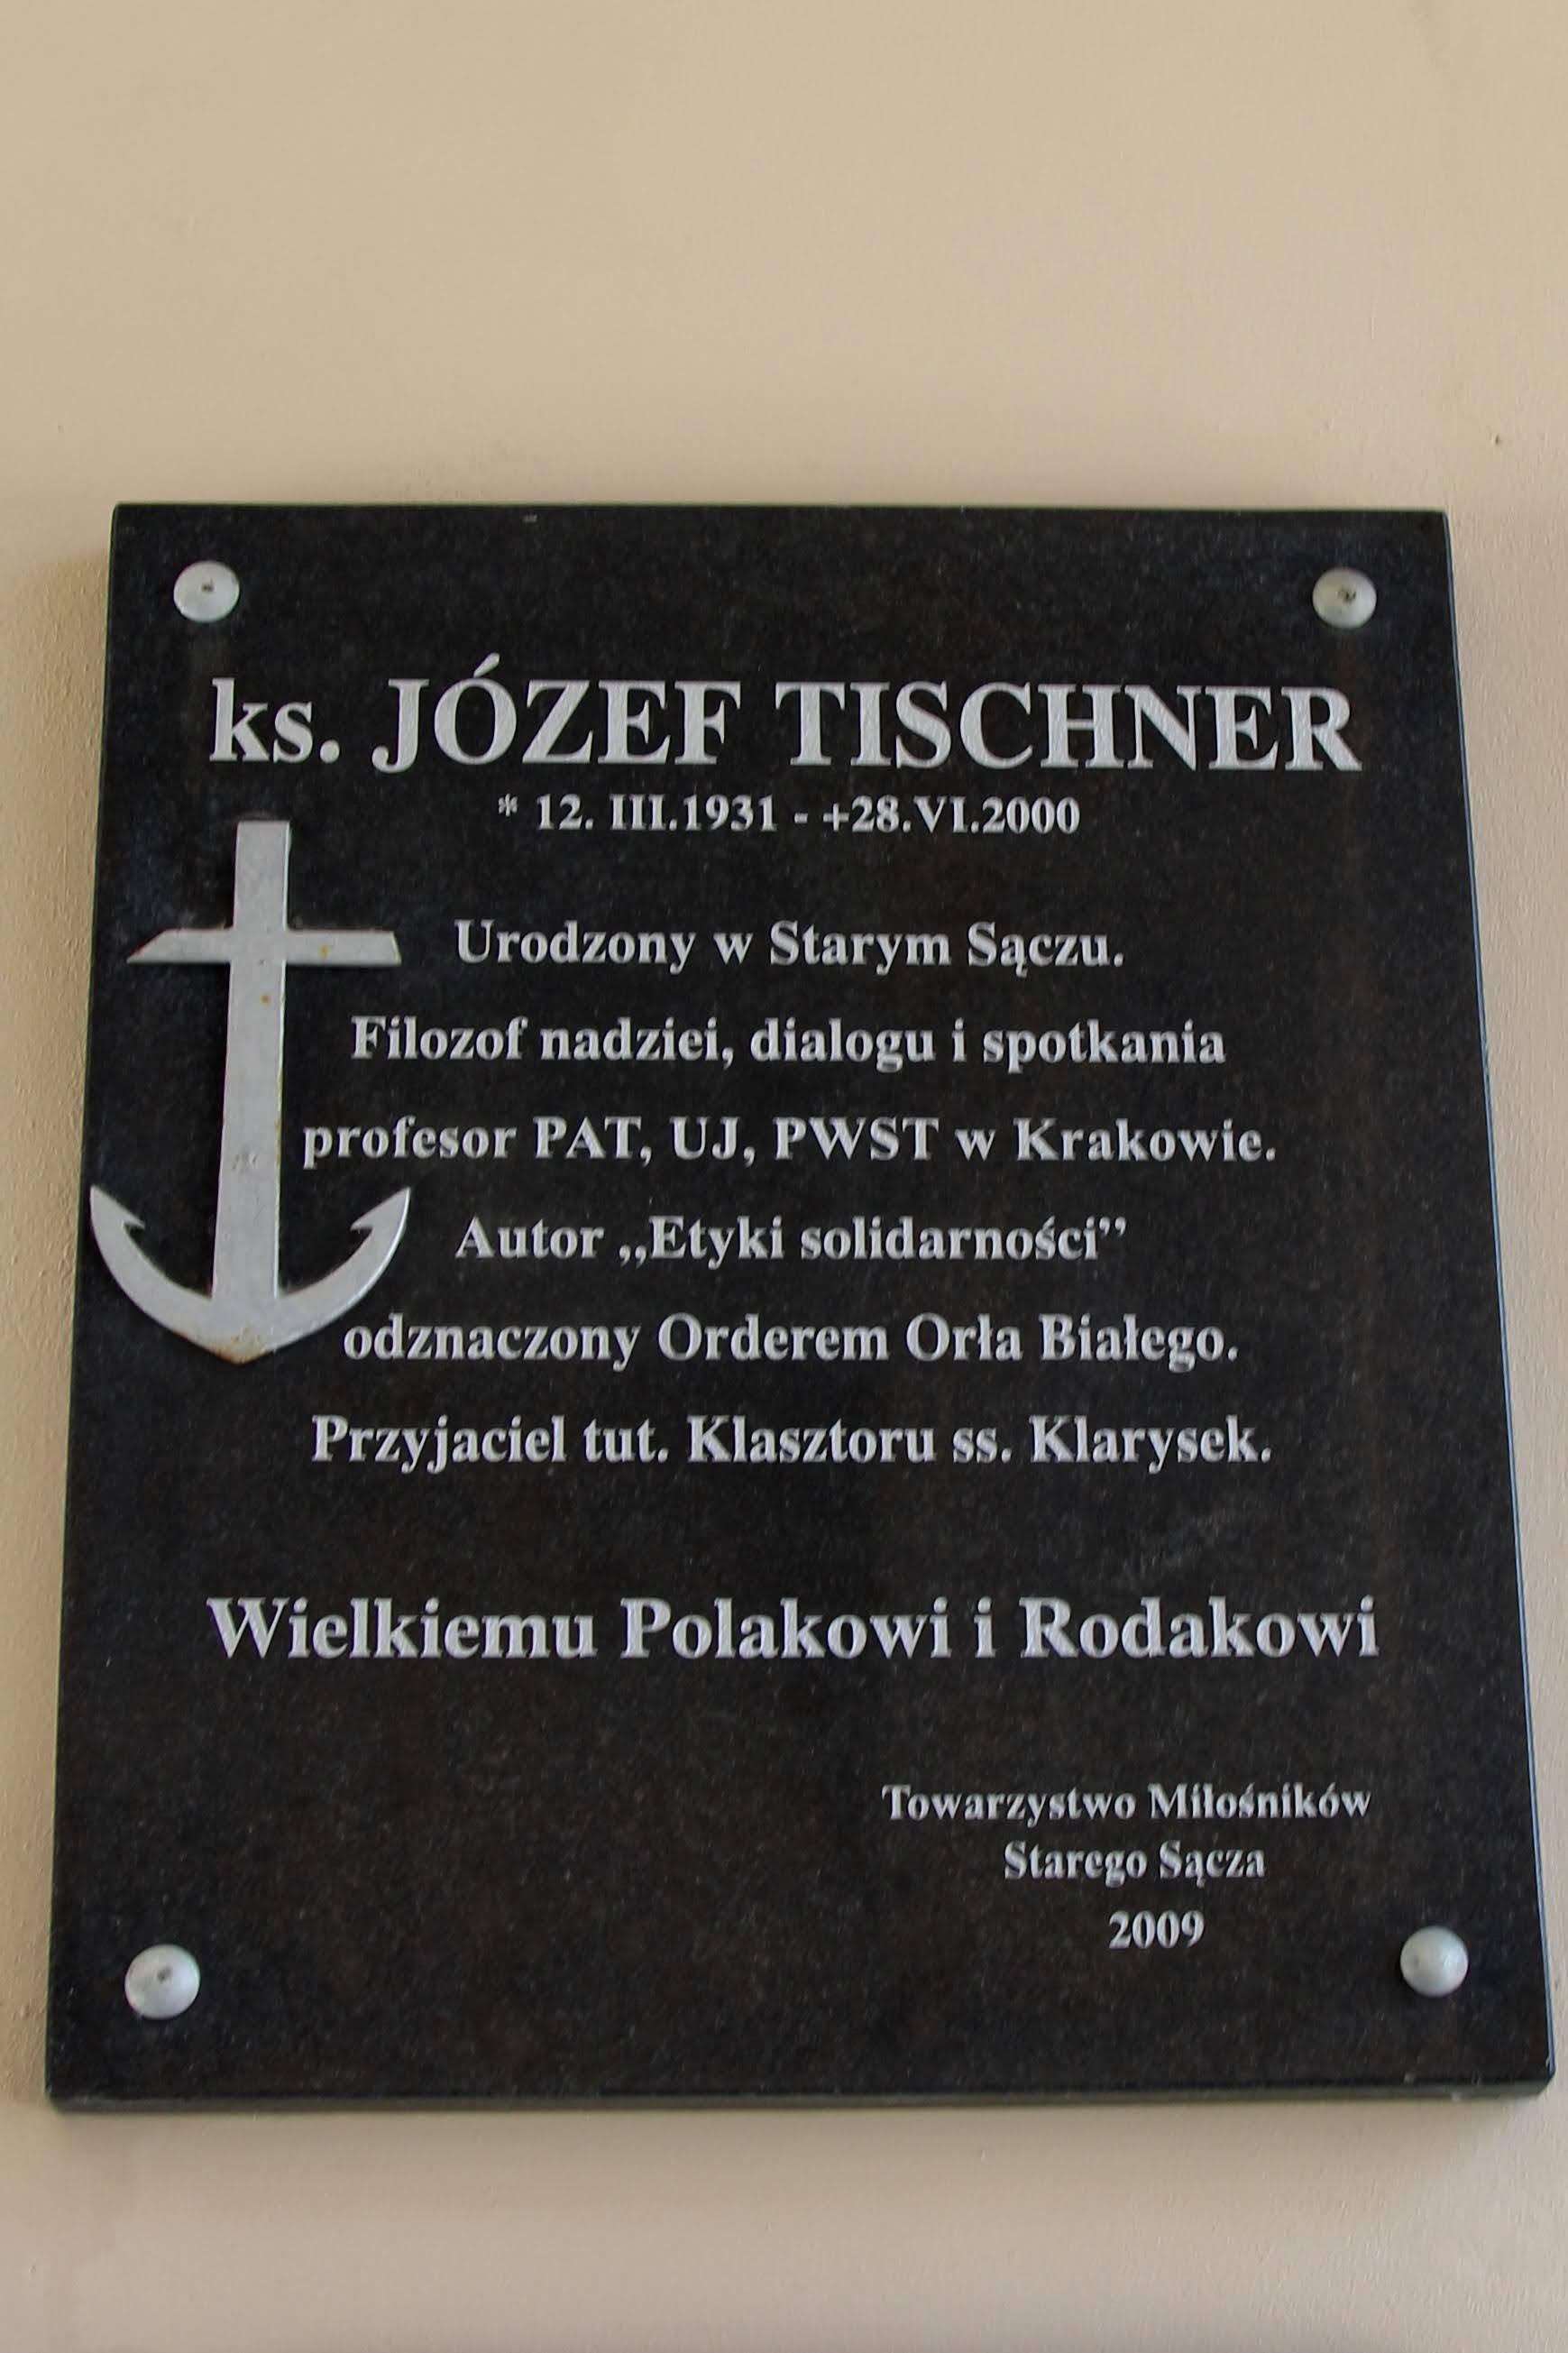 ks. JÓZEF TISCHNER
* 12. III.1931 - +28.VI.2000
Urodzony w Starym Sączu.
Filozof nadziei, dialogu i spotkania
profesor PAT, UJ, PWST w Krakowie.
Autor ,,Etyki solidarności”
odznaczony Orderem Orła Białego.
Przyjaciel tut. Klasztoru ss. Klarysek.
Wielkiemu Polakowi i Rodakowi
Towarzystwo Miłośników
Starego Sącza
2009